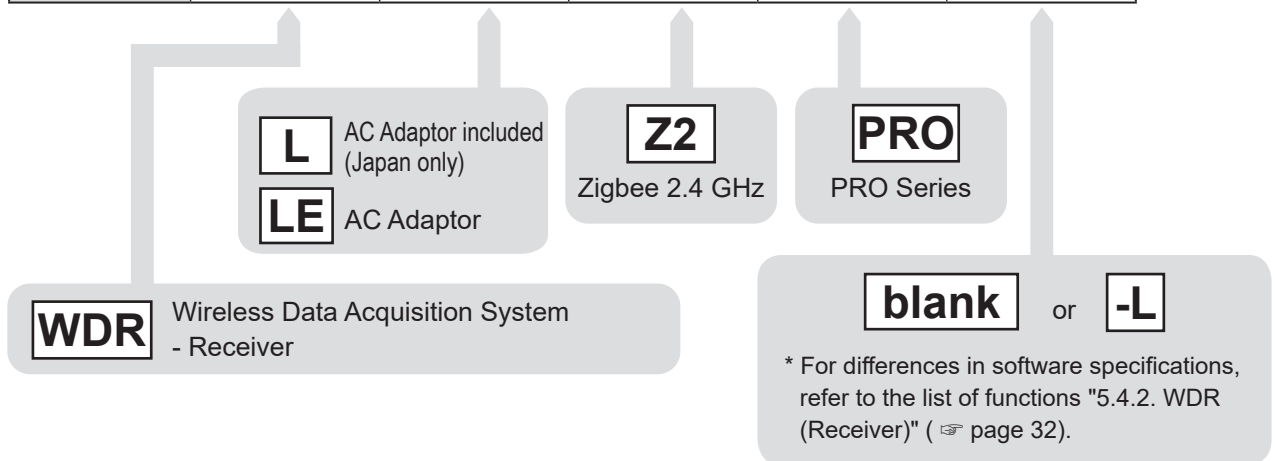 L AC Adaptor included
(Japan only)
LE AC Adaptor
Z2
Zigbee 2.4 GHz
PRO
PRO Series
WDR Wireless Data Acquisition System
- Receiver
blank or -L
* For differences in software specifications,
refer to the list of functions "5.4.2. WDR
(Receiver)" ( ☞ page 32).